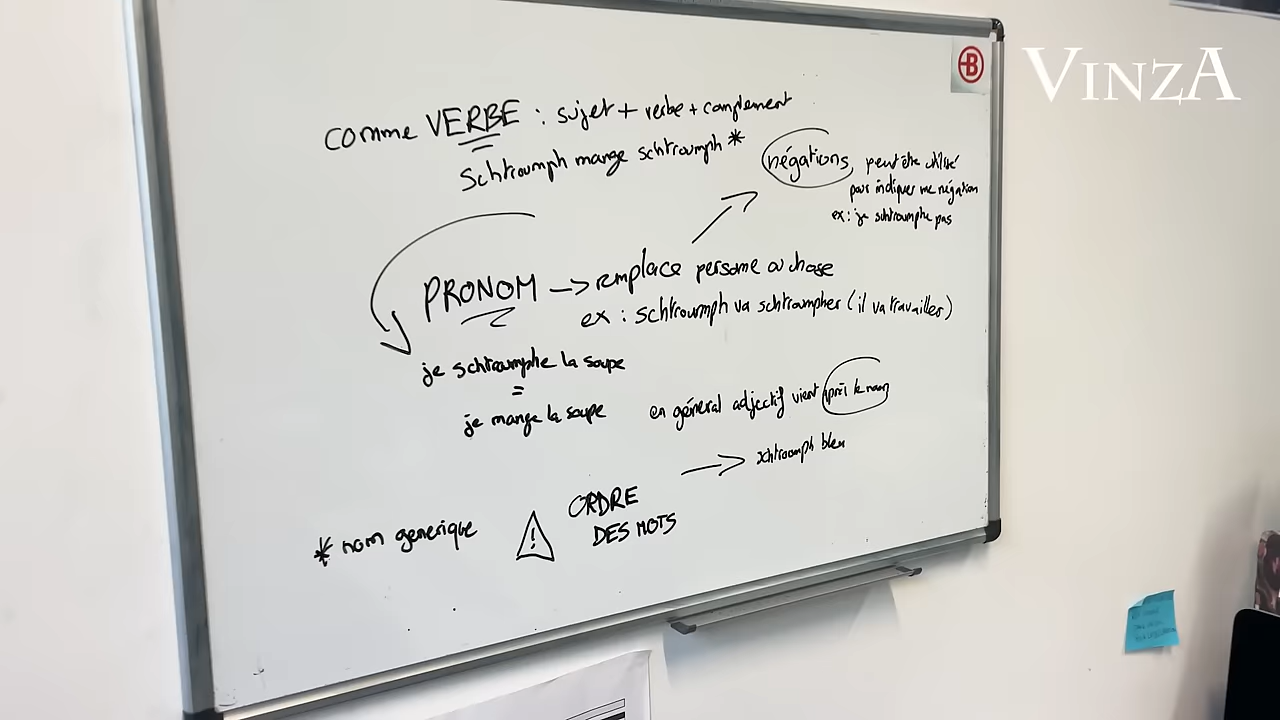 VINZA
B
comme VERBE : sujet + verbe + complement
Schtroumph mange schtroumph *
négations, peut être utilisé
pour indiquer une négation
ex : je schtroumphe pas
PRONOM -> remplace personne ou chose
ex : schtroumph va schtroumpher (il va travailler)
je schtroumphe la soupe
=
je mange la soupe
en général adjectif vient après le nom
-> schtroumph bleu
* nom generique
! ORDRE
DES MOTS